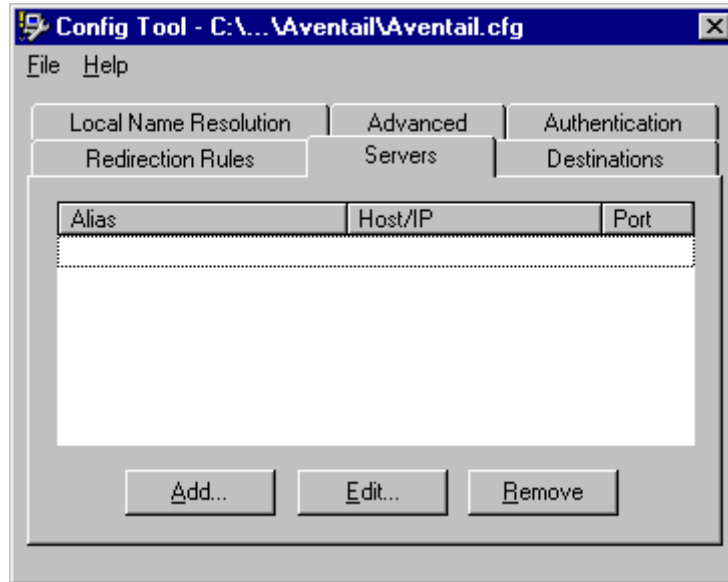 Config Tool - C:\...\Aventail\Aventail.cfg
File Help
Local Name Resolution Advanced Authentication
Redirection Rules Servers Destinations
Alias Host/IP Port
Add... Edit... Remove